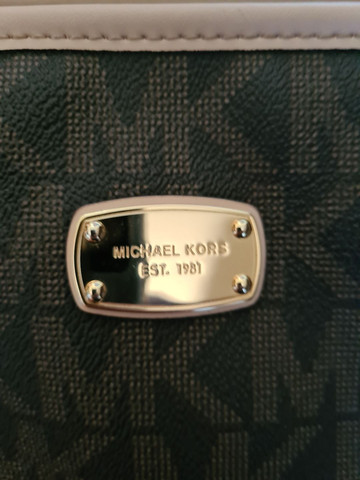 MICHAEL KORS
EST. 1981